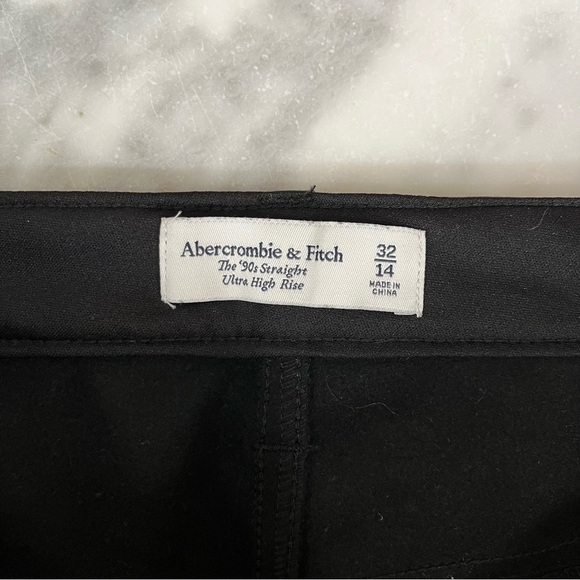 Abercrombie & Fitch
The '90s Straight
Ultra High Rise
32
14
MADE IN
CHINA